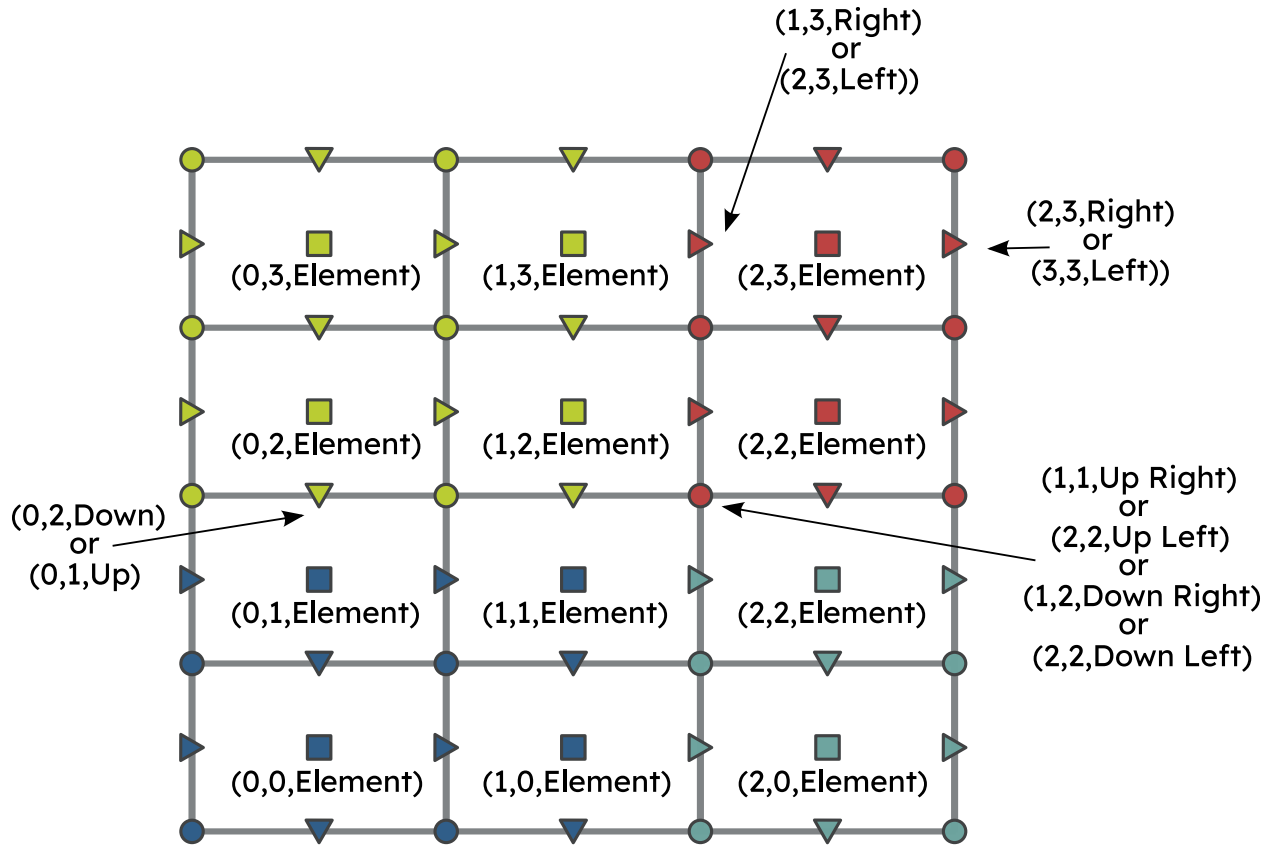 (1,3,Right)
or
(2,3,Left))
(2,3,Right)
or
(3,3,Left))
(0,3,Element)
(1,3,Element)
(2,3,Element)
(0,2,Element)
(1,2,Element)
(2,2,Element)
(0,2,Down)
or
(0,1,Up)
(1,1,Up Right)
or
(2,2,Up Left)
or
(1,2,Down Right)
or
(2,2,Down Left)
(0,1,Element)
(1,1,Element)
(2,2,Element)
(0,0,Element)
(1,0,Element)
(2,0,Element)